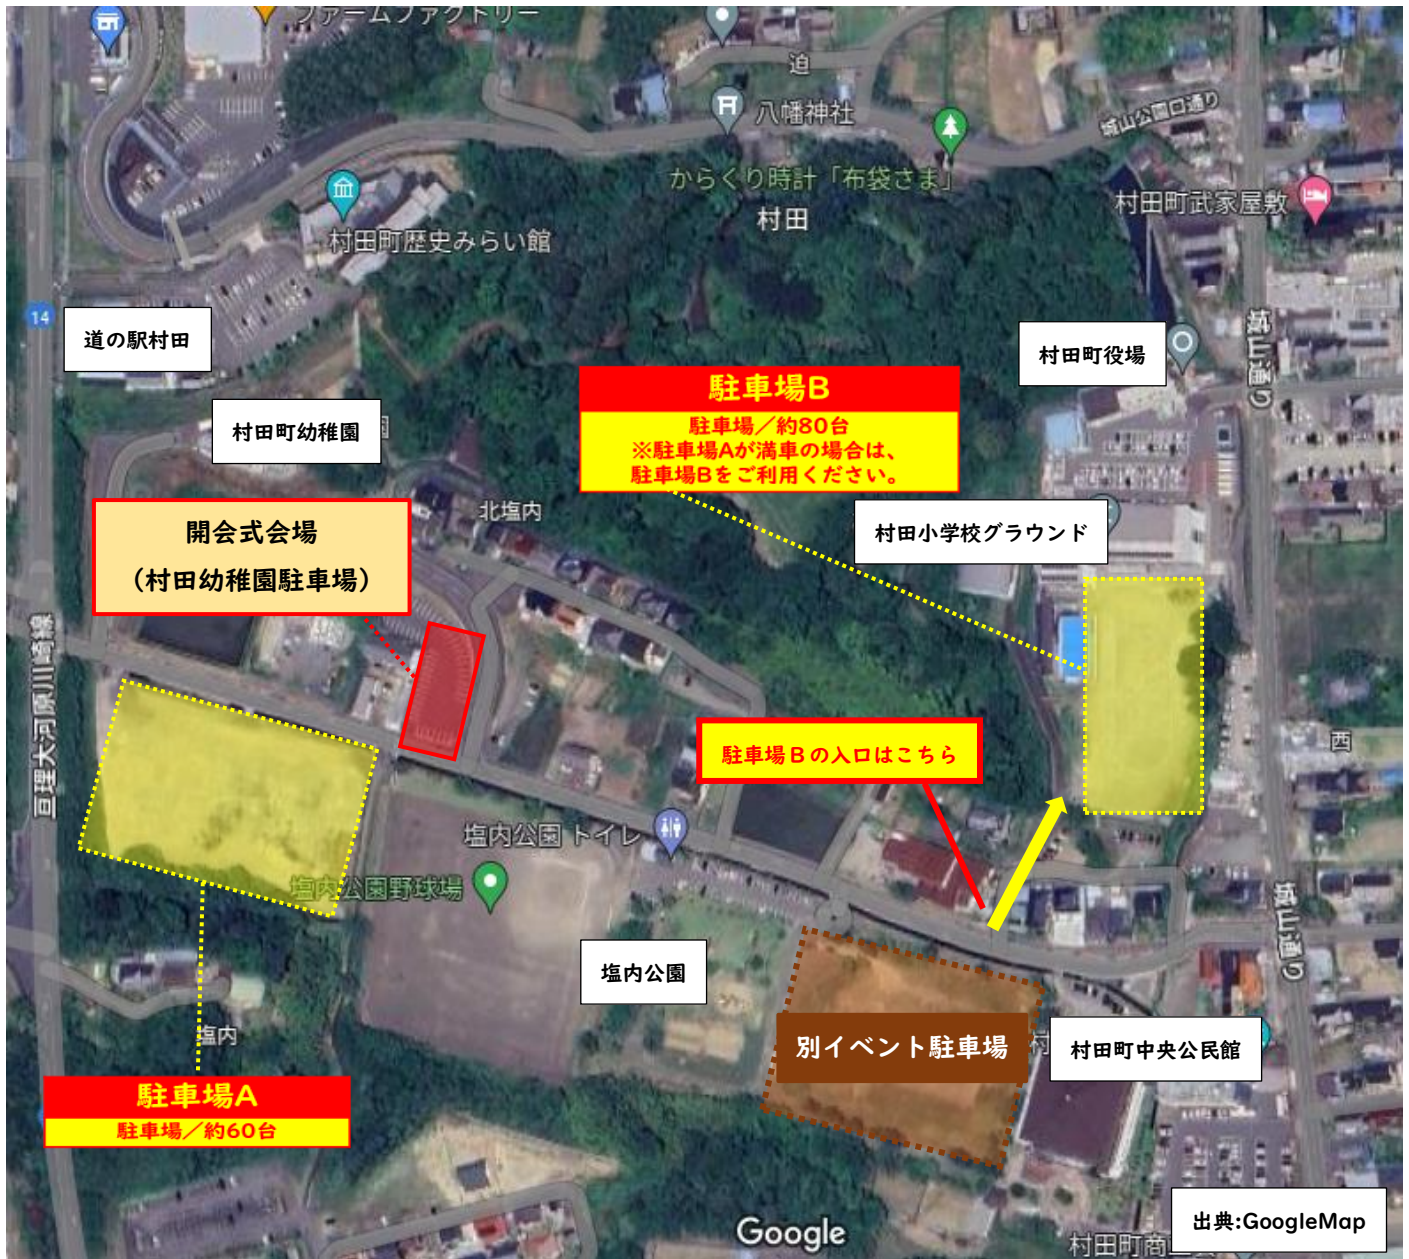 ファームファクトリー
迫
八幡神社
城山公園口通り
からくり時計「布袋さま」
村田
村田町武家屋敷
村田町歴史みらい館
14
道の駅村田
村田町役場
城山通り
駐車場B
駐車場／約80台
※駐車場Aが満車の場合は、
駐車場Bをご利用ください。
村田町幼稚園
園
北塩内
村田小学校グラウンド
開会式会場
（村田幼稚園駐車場）
亘理大河原川崎線
西
駐車場Bの入口はこちら
塩内公園 トイレ
塩内公園野球場
城山通り
塩内公園
塩内
別イベント駐車場
村
村田町中央公民館
駐車場A
駐車場／約60台
出典:GoogleMap
Google
村田町商